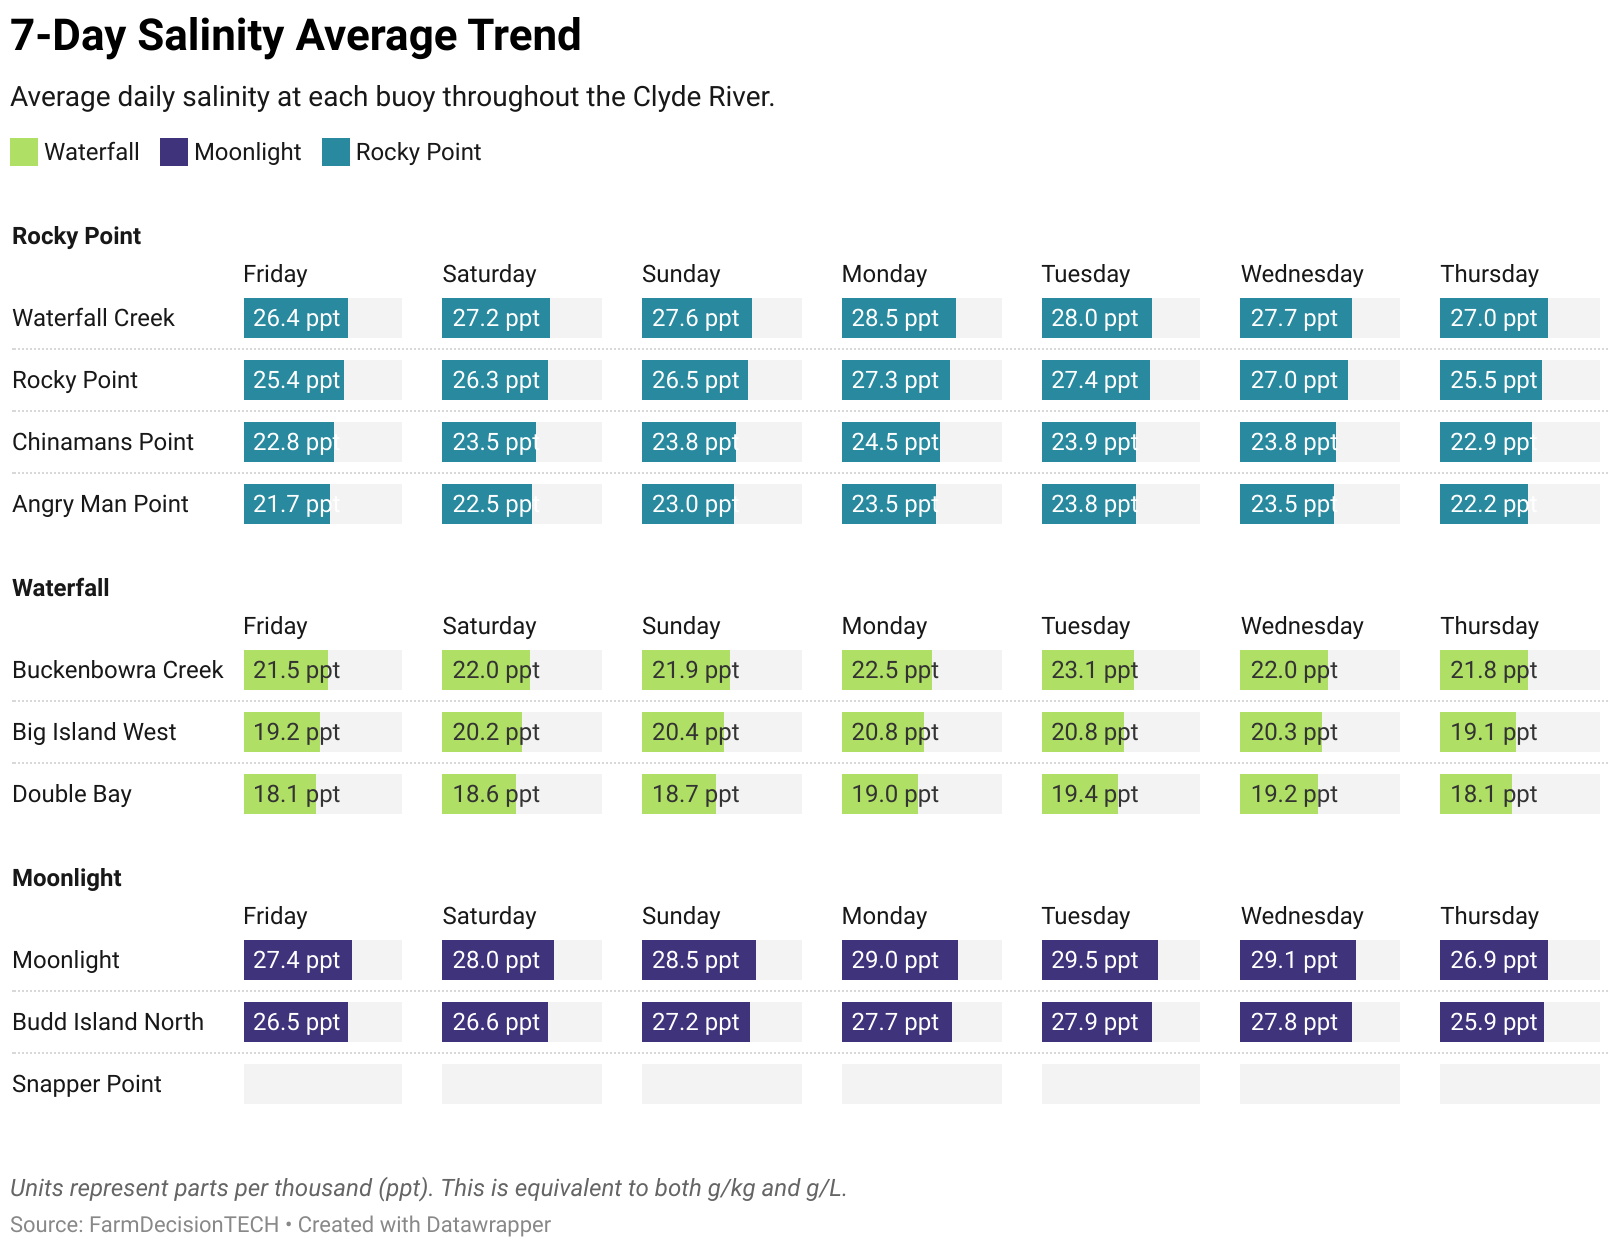 7-Day Salinity Average Trend
Average daily salinity at each buoy throughout the Clyde River.
Waterfall Moonlight Rocky Point
Rocky Point
Friday Saturday Sunday Monday Tuesday Wednesday Thursday
Waterfall Creek 26.4 ppt 27.2 ppt 27.6 ppt 28.5 ppt 28.0 ppt 27.7 ppt 27.0 ppt
Rocky Point 25.4 ppt 26.3 ppt 26.5 ppt 27.3 ppt 27.4 ppt 27.0 ppt 25.5 ppt
Chinamans Point 22.8 ppt 23.5 ppt 23.8 ppt 24.5 ppt 23.9 ppt 23.8 ppt 22.9 ppt
Angry Man Point 21.7 ppt 22.5 ppt 23.0 ppt 23.5 ppt 23.8 ppt 23.5 ppt 22.2 ppt
Waterfall
Friday Saturday Sunday Monday Tuesday Wednesday Thursday
Buckenbowra Creek 21.5 ppt 22.0 ppt 21.9 ppt 22.5 ppt 23.1 ppt 22.0 ppt 21.8 ppt
Big Island West 19.2 ppt 20.2 ppt 20.4 ppt 20.8 ppt 20.8 ppt 20.3 ppt 19.1 ppt
Double Bay 18.1 ppt 18.6 ppt 18.7 ppt 19.0 ppt 19.4 ppt 19.2 ppt 18.1 ppt
Moonlight
Friday Saturday Sunday Monday Tuesday Wednesday Thursday
Moonlight 27.4 ppt 28.0 ppt 28.5 ppt 29.0 ppt 29.5 ppt 29.1 ppt 26.9 ppt
Budd Island North 26.5 ppt 26.6 ppt 27.2 ppt 27.7 ppt 27.9 ppt 27.8 ppt 25.9 ppt
Snapper Point
Units represent parts per thousand (ppt). This is equivalent to both g/kg and g/L.
Source: FarmDecisionTECH • Created with Datawrapper